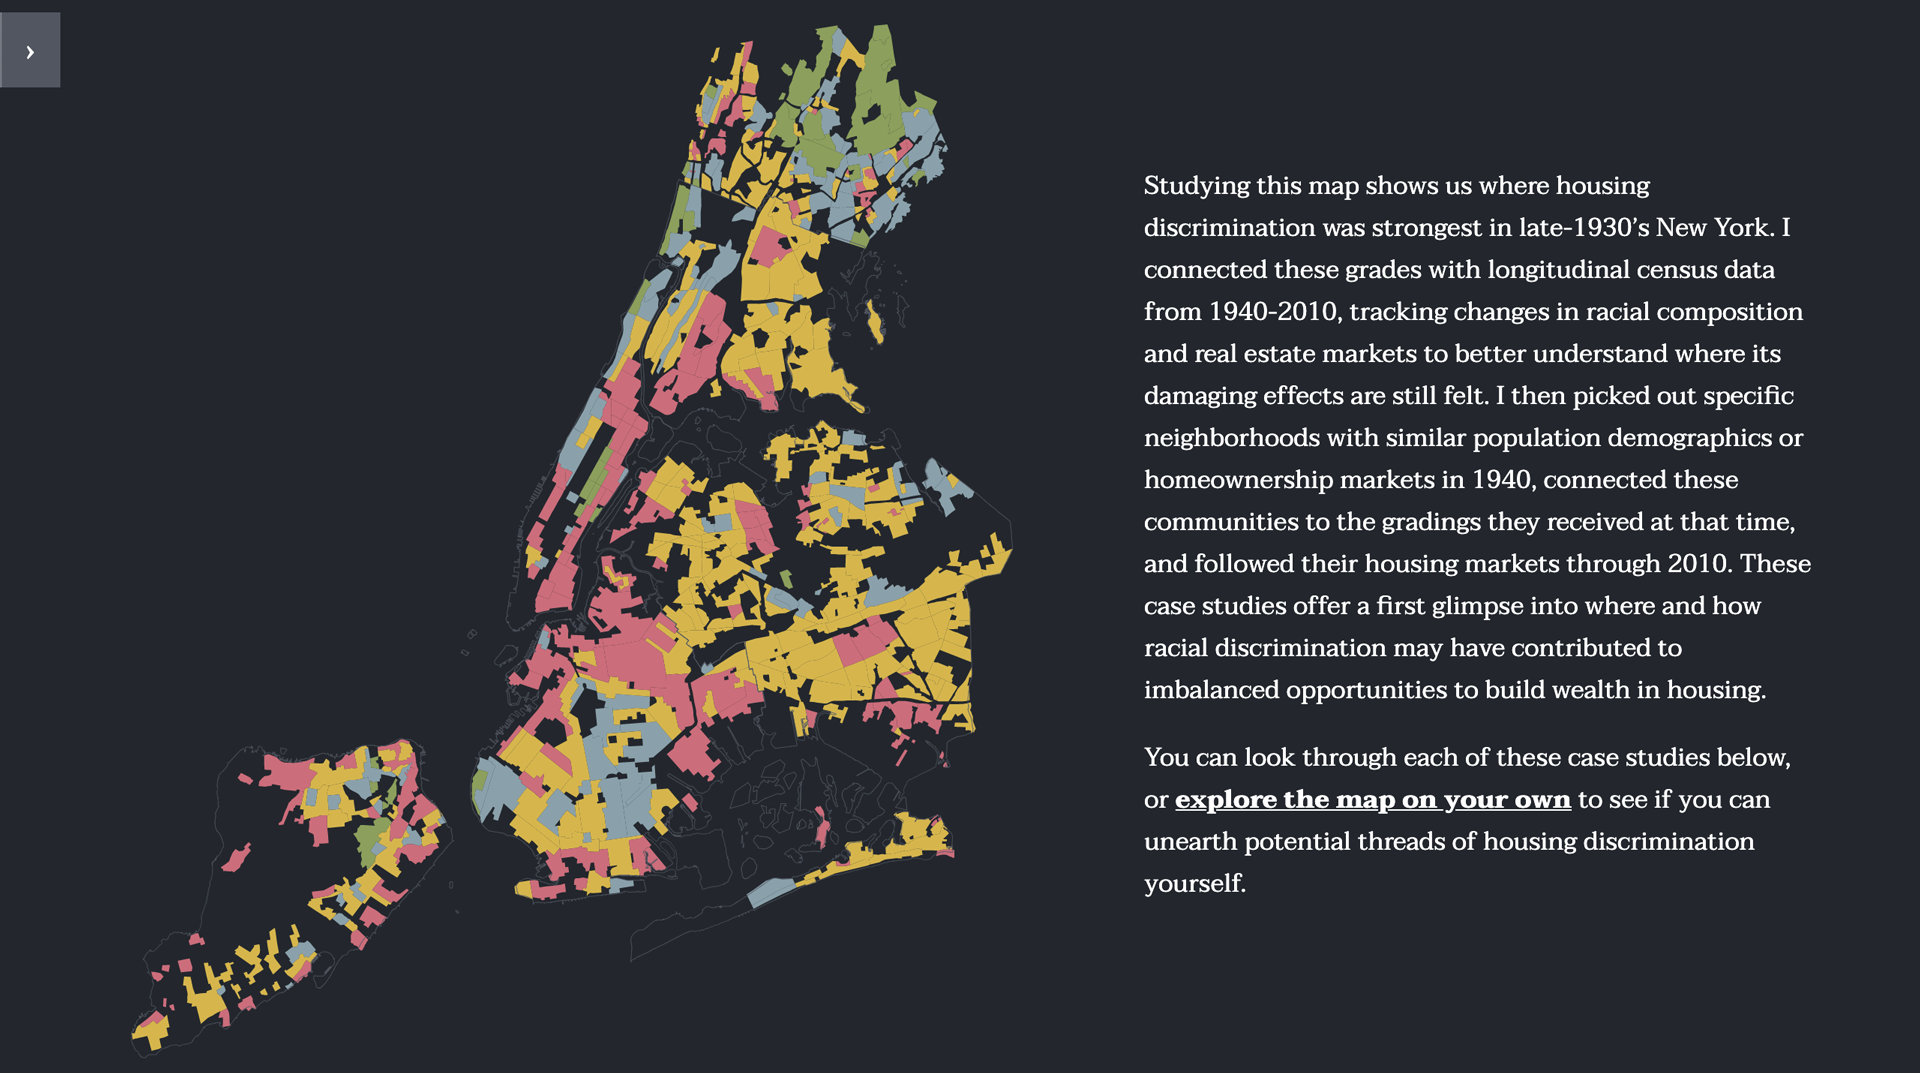 ›
Studying this map shows us where housing
discrimination was strongest in late-1930’s New York. I
connected these grades with longitudinal census data
from 1940-2010, tracking changes in racial composition
and real estate markets to better understand where its
damaging effects are still felt. I then picked out specific
neighborhoods with similar population demographics or
homeownership markets in 1940, connected these
communities to the gradings they received at that time,
and followed their housing markets through 2010. These
case studies offer a first glimpse into where and how
racial discrimination may have contributed to
imbalanced opportunities to build wealth in housing.
You can look through each of these case studies below,
or explore the map on your own to see if you can
unearth potential threads of housing discrimination
yourself.